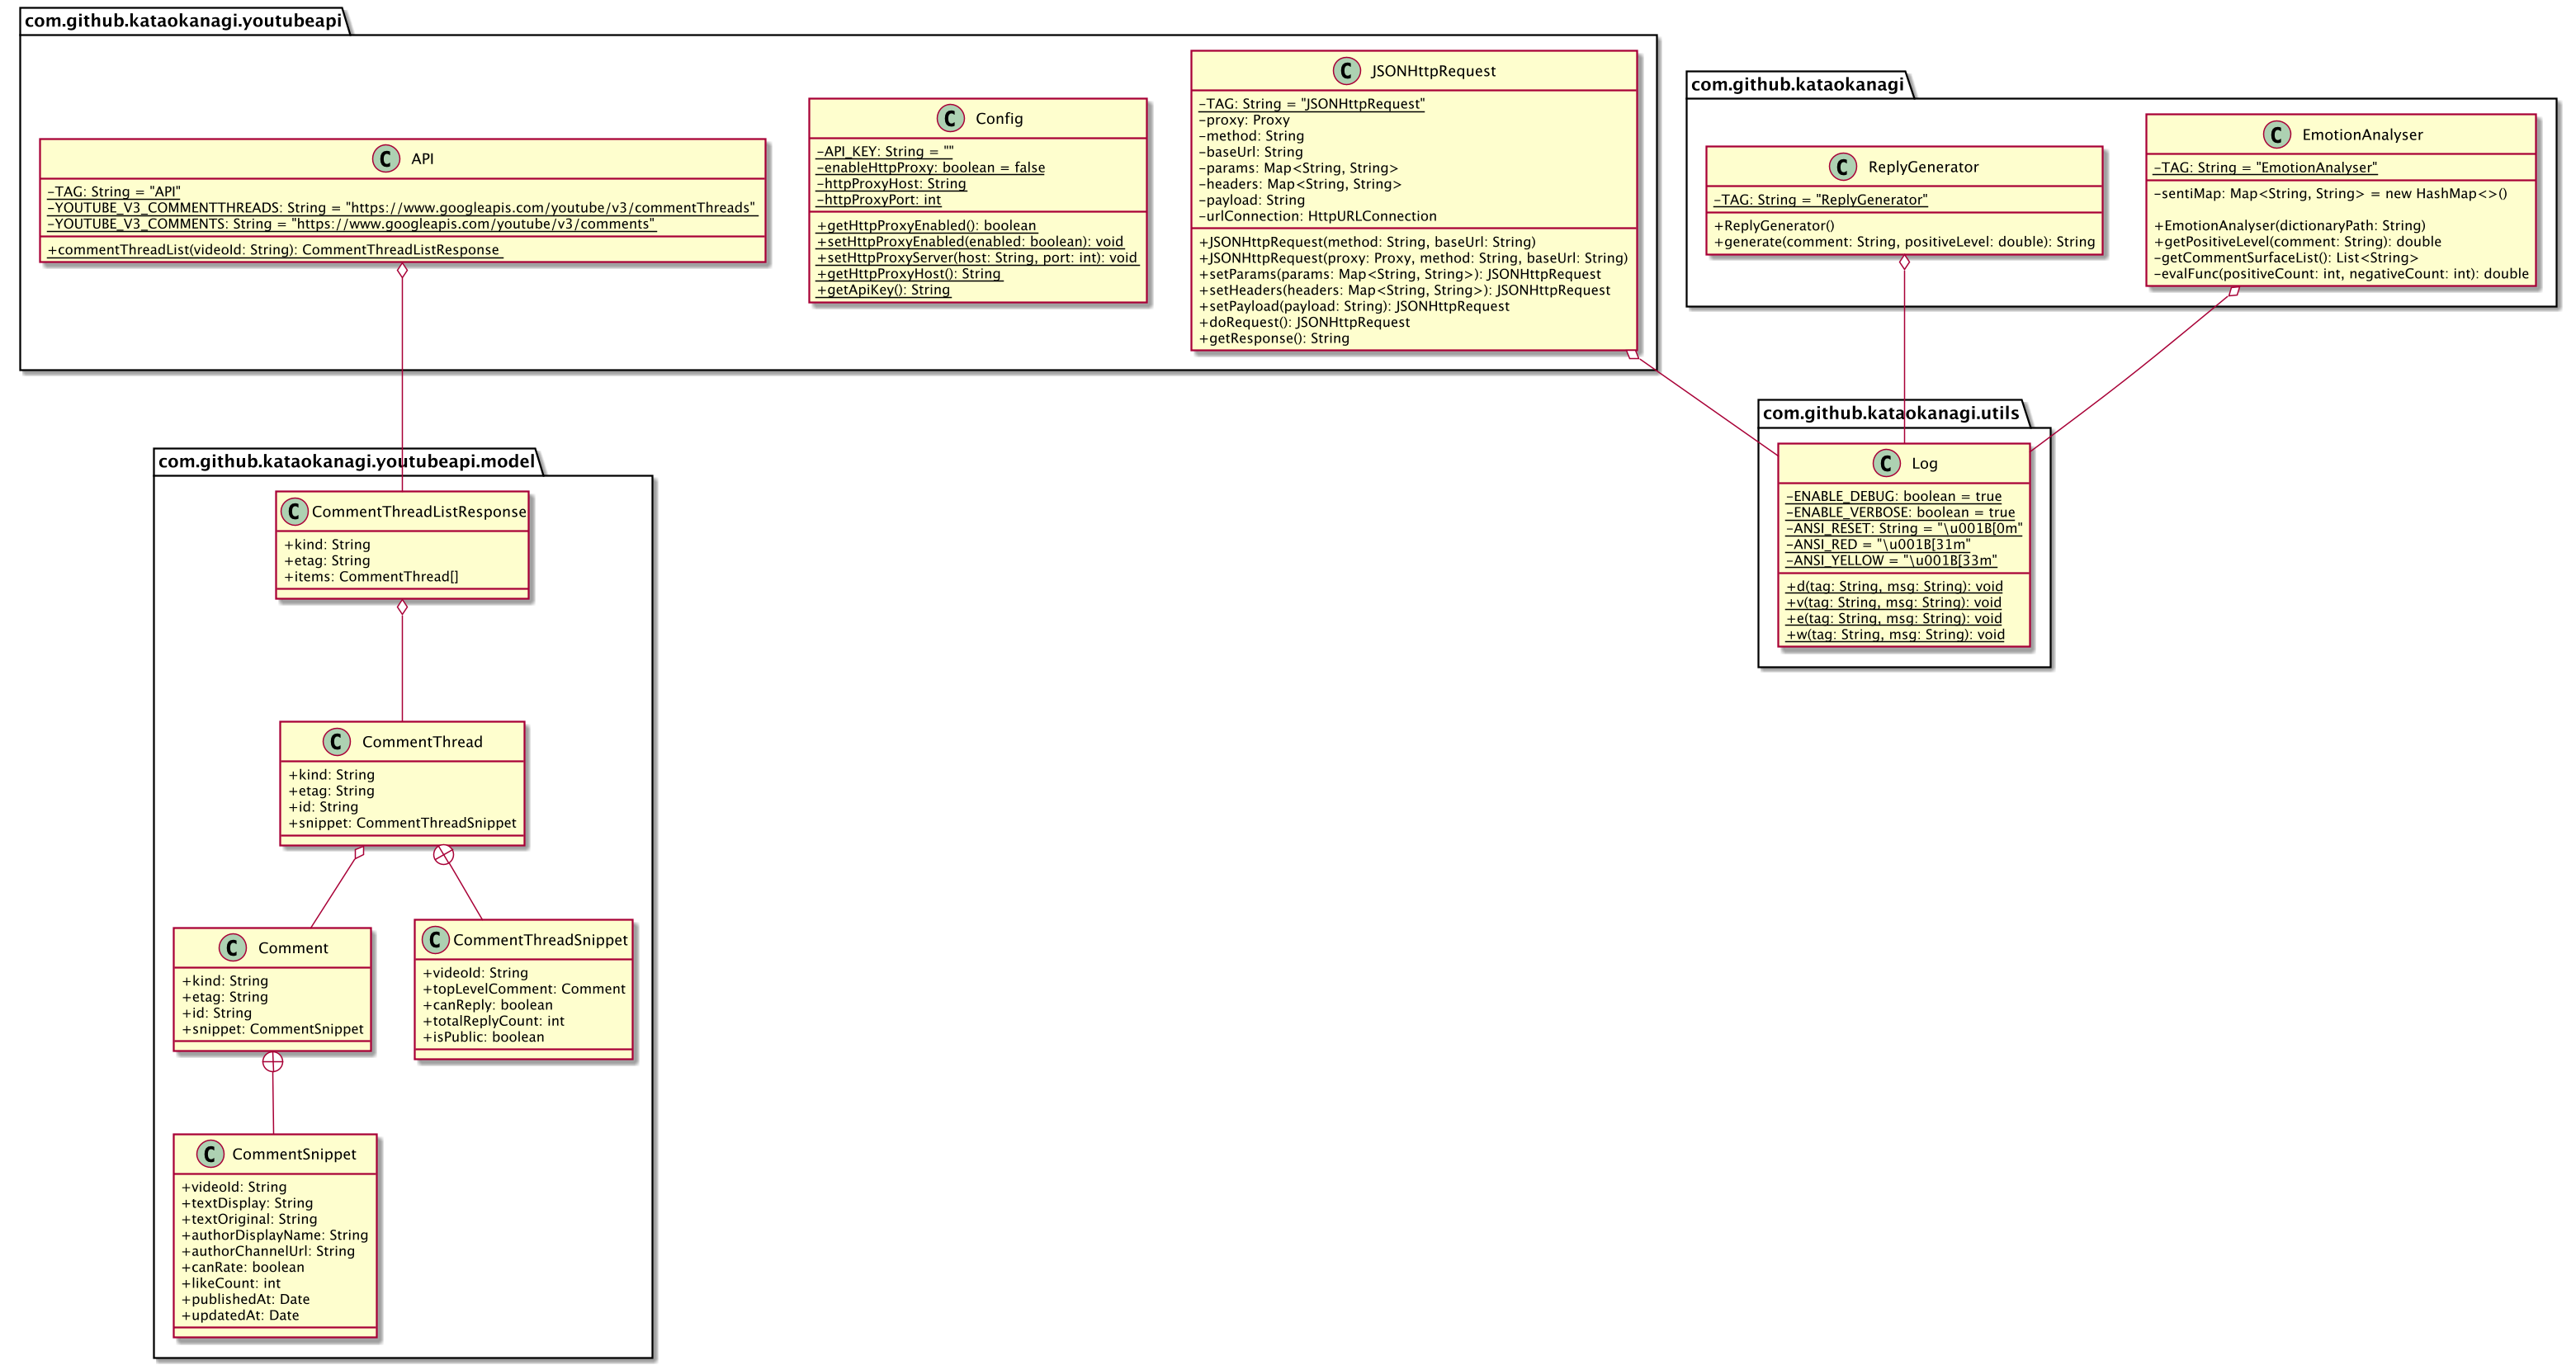 com.github.kataokanagi.youtubeapi
API
-TAG: String = "API"
-YOUTUBE_V3_COMMENTTHREADS: String = "https://www.googleapis.com/youtube/v3/commentThreads"
-YOUTUBE_V3_COMMENTS: String = "https://www.googleapis.com/youtube/v3/comments"
+commentThreadList(videoId: String): CommentThreadListResponse
Config
-API_KEY: String = ""
-enableHttpProxy: boolean = false
-httpProxyHost: String
-httpProxyPort: int
+getHttpProxyEnabled(): boolean
+setHttpProxyEnabled(enabled: boolean): void
+setHttpProxyServer(host: String, port: int): void
+getHttpProxyHost(): String
+getApiKey(): String
JSONHttpRequest
-TAG: String = "JSONHttpRequest"
-proxy: Proxy
-method: String
-baseUrl: String
-params: Map<String, String>
-headers: Map<String, String>
-payload: String
-urlConnection: HttpURLConnection
+JSONHttpRequest(method: String, baseUrl: String)
+JSONHttpRequest(proxy: Proxy, method: String, baseUrl: String)
+setParams(params: Map<String, String>): JSONHttpRequest
+setHeaders(headers: Map<String, String>): JSONHttpRequest
+setPayload(payload: String): JSONHttpRequest
+doRequest(): JSONHttpRequest
+getResponse(): String
com.github.kataokanagi
ReplyGenerator
-TAG: String = "ReplyGenerator"
+ReplyGenerator()
+generate(comment: String, positiveLevel: double): String
EmotionAnalyser
-TAG: String = "EmotionAnalyser"
-sentiMap: Map<String, String> = new HashMap<>()
+EmotionAnalyser(dictionaryPath: String)
+getPositiveLevel(comment: String): double
-getCommentSurfaceList(): List<String>
-evalFunc(positiveCount: int, negativeCount: int): double
com.github.kataokanagi.utils
Log
-ENABLE_DEBUG: boolean = true
-ENABLE_VERBOSE: boolean = true
-ANSI_RESET: String = "\u001B[0m"
-ANSI_RED = "\u001B[31m"
-ANSI_YELLOW = "\u001B[33m"
+d(tag: String, msg: String): void
+v(tag: String, msg: String): void
+e(tag: String, msg: String): void
+w(tag: String, msg: String): void
com.github.kataokanagi.youtubeapi.model
CommentThreadListResponse
+kind: String
+etag: String
+items: CommentThread[]
CommentThread
+kind: String
+etag: String
+id: String
+snippet: CommentThreadSnippet
Comment
+kind: String
+etag: String
+id: String
+snippet: CommentSnippet
CommentThreadSnippet
+videoId: String
+topLevelComment: Comment
+canReply: boolean
+totalReplyCount: int
+isPublic: boolean
CommentSnippet
+videoId: String
+textDisplay: String
+textOriginal: String
+authorDisplayName: String
+authorChannelUrl: String
+canRate: boolean
+likeCount: int
+publishedAt: Date
+updatedAt: Date